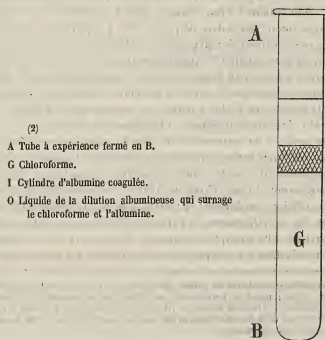 A
(2)
A Tube à expérience fermé en B.
G Chloroforme.
I Cylindre d'albumine coagulée.
O Liquide de la dilution albumineuse qui surnage
le chloroforme et l'albumine.
G
B